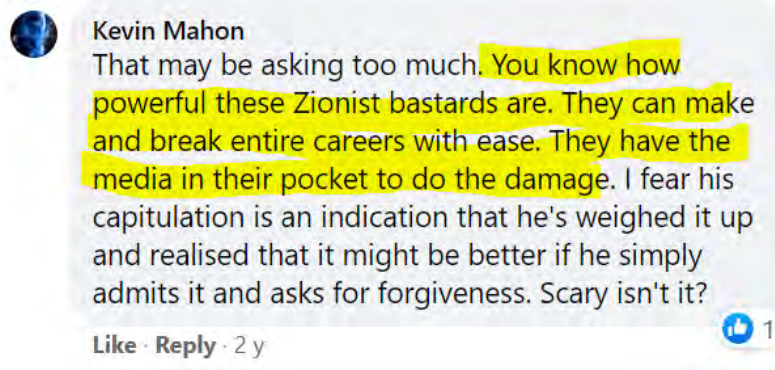 Kevin Mahon
That may be asking too much. You know how
powerful these Zionist bastards are. They can make
and break entire careers with ease. They have the
media in their pocket to do the damage. I fear his
capitulation is an indication that he's weighed it up
and realised that it might be better if he simply
admits it and asks for forgiveness. Scary isn't it?
Like · Reply · 2 y
1